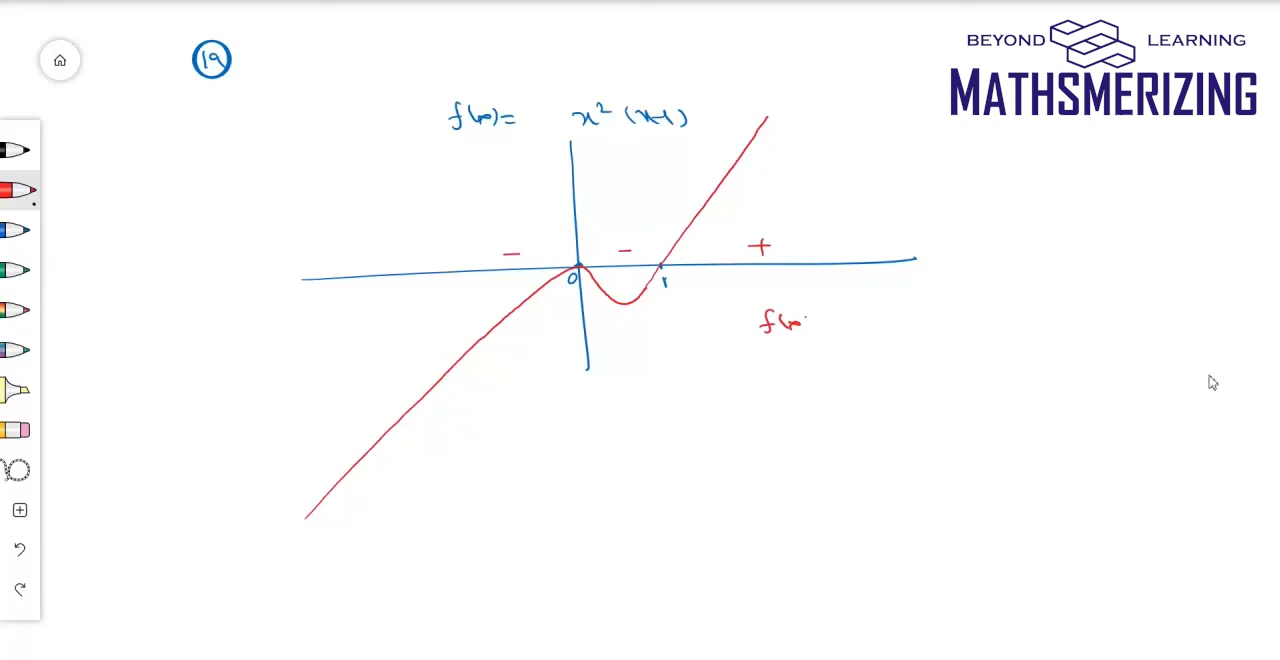 BEYOND LEARNING
MATHSMERIZING
19
f(x)= x² (x-1)
- - +
0 1
f(x)